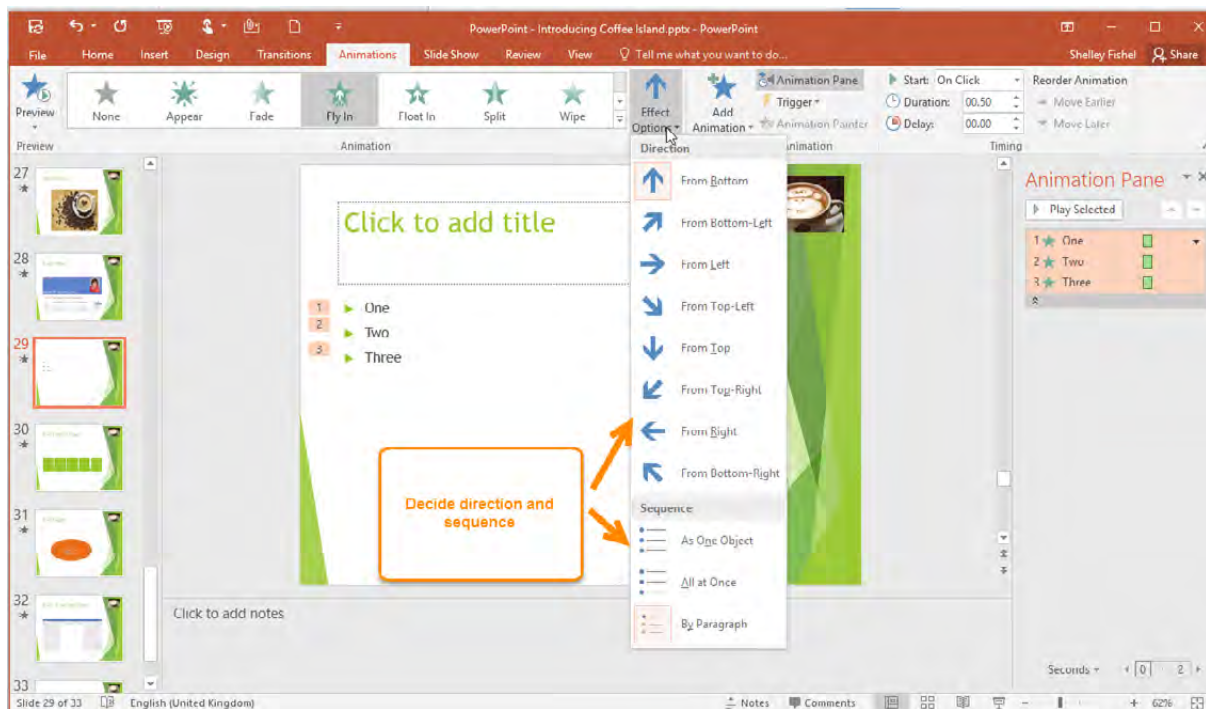 PowerPoint - Introducing Coffee Island.pptx - PowerPoint
File Home Insert Design Transitions Animations Slide Show Review View Tell me what you want to do... Shelley Fishel Share
Preview
None Appear Fade Fly In Float In Split Wipe
Effect Options
Add Animation
Animation Pane
Trigger
Animation Painter
Start: On Click
Duration: 00.50
Delay: 00.00
Reorder Animation
Move Earlier
Move Later
Preview Animation Animation Timing
Direction
From Bottom
From Bottom-Left
From Left
From Top-Left
From Top
From Top-Right
From Right
From Bottom-Right
Sequence
As One Object
All at Once
By Paragraph
27
28
29
30
31
32
33
Click to add title
1 One
2 Two
3 Three
Decide direction and
sequence
Click to add notes
Animation Pane
Play Selected
1 One
2 Two
3 Three
Seconds 0 2
Slide 29 of 33 English (United Kingdom) Notes Comments 62%